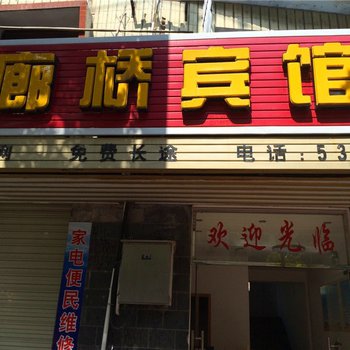 廊桥宾馆
免费长途 电话:53
欢迎光临
家电便民维修